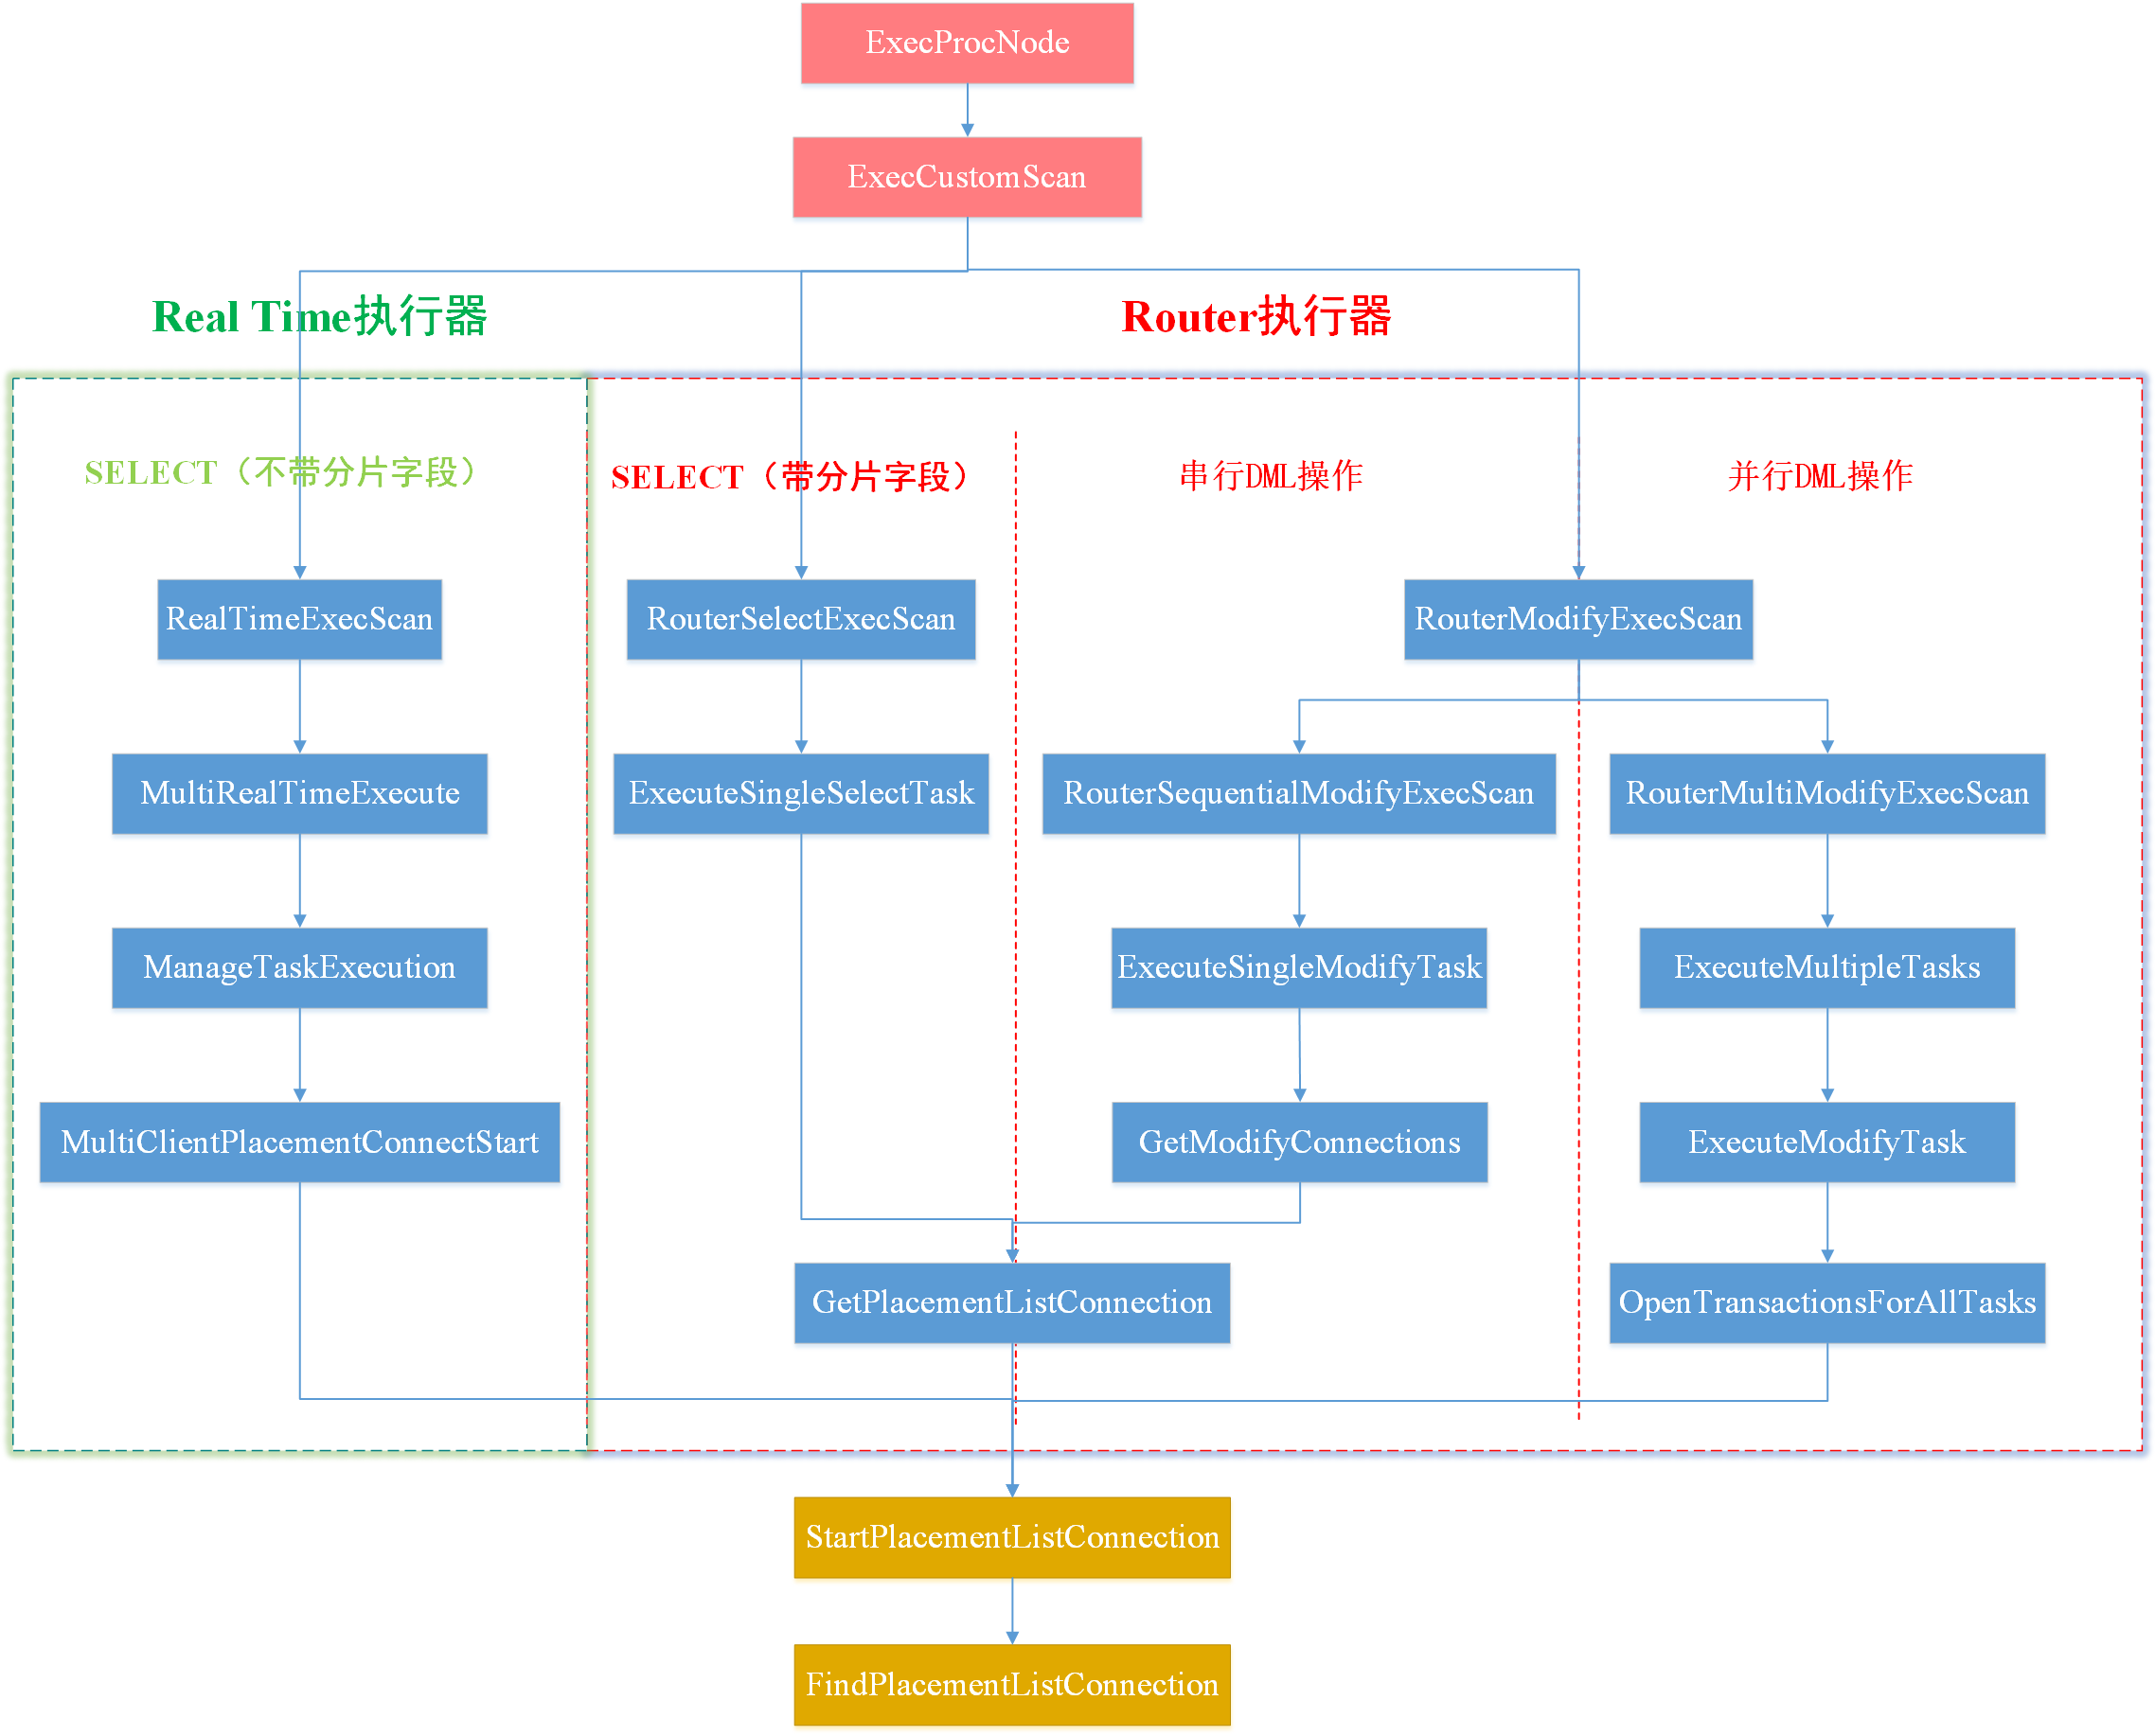 ExecProcNode
ExecCustomScan
Real Time执行器
Router执行器
SELECT（不带分片字段）
SELECT（带分片字段）
串行DML操作
并行DML操作
RealTimeExecScan
RouterSelectExecScan
RouterModifyExecScan
MultiRealTimeExecute
ExecuteSingleSelectTask
RouterSequentialModifyExecScan
RouterMultiModifyExecScan
ManageTaskExecution
ExecuteSingleModifyTask
ExecuteMultipleTasks
MultiClientPlacementConnectStart
GetModifyConnections
ExecuteModifyTask
GetPlacementListConnection
OpenTransactionsForAllTasks
StartPlacementListConnection
FindPlacementListConnection